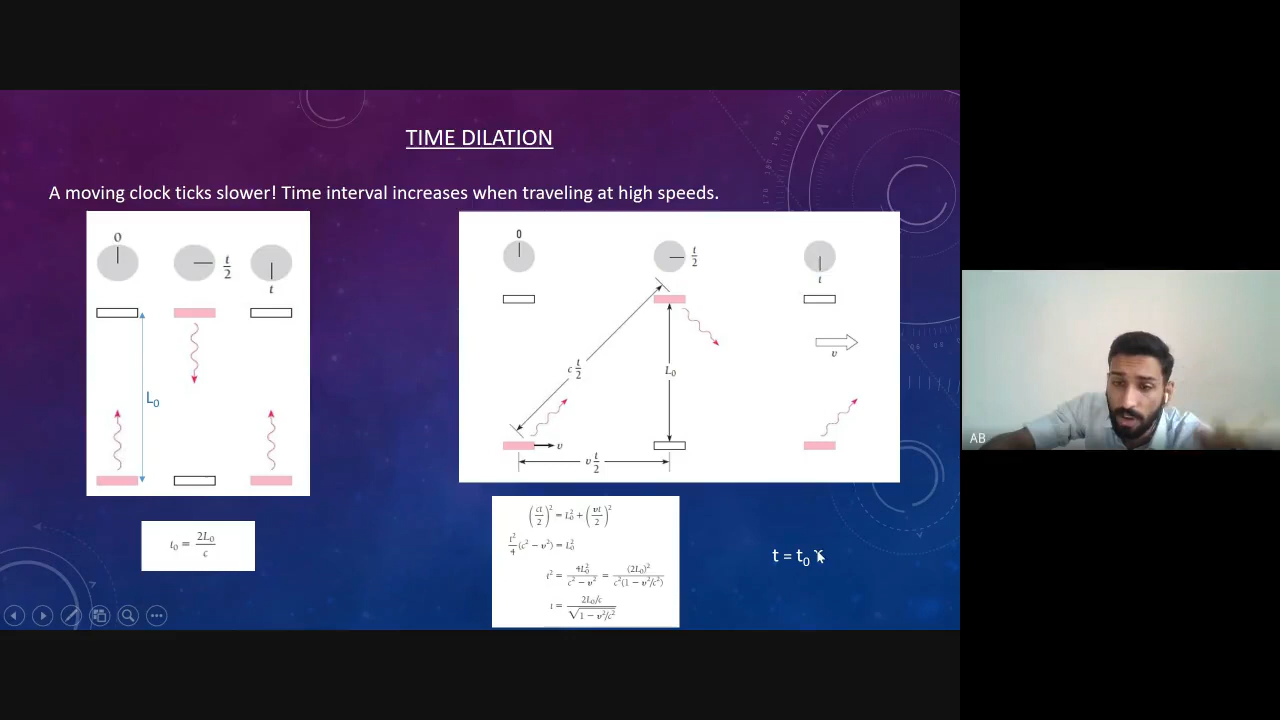 TIME DILATION
A moving clock ticks slower! Time interval increases when traveling at high speeds.
0
t/2
t
L₀
t₀ = 2L₀/c
0
t/2
t
c t/2
L₀
v
v
v t/2
(ct/2)² = L₀² + (vt/2)²
t²/4 (c² − v²) = L₀²
t² = 4L₀²/(c² − v²) = (2L₀)²/(c²(1 − v²/c²))
t = (2L₀/c)/√(1 − v²/c²)
t = t₀
AB